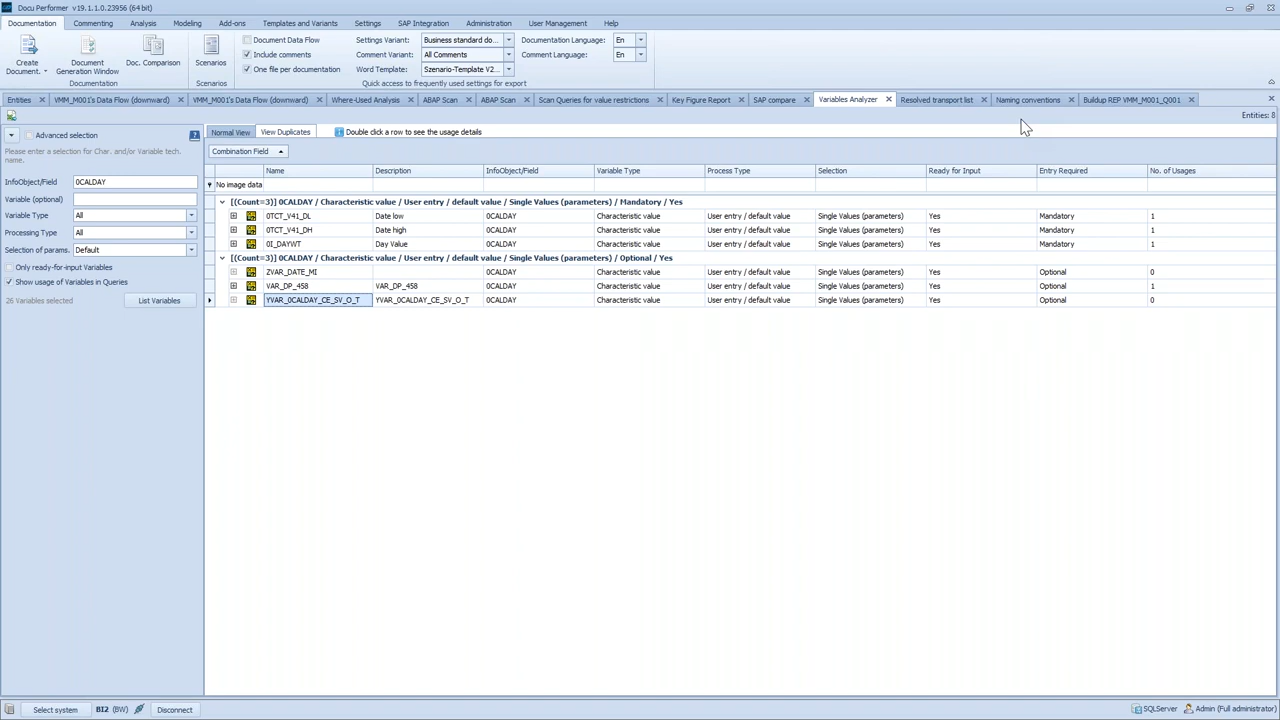 Docu Performer v19.1.1.0.23956 (64 bit)
Documentation Commenting Analysis Modeling Add-ons Templates and Variants Settings SAP Integration Administration User Management Help
Create Document.
Document Generation Window
Doc. Comparison
Documentation
Scenarios
Scenarios
Document Data Flow
Include comments
One file per documentation
Settings Variant: Business standard do...
Comment Variant: All Comments
Word Template: Szenario-Template V2...
Documentation Language: En
Comment Language: En
Quick access to frequently used settings for export
Entities VMM_M001's Data Flow (downward) VMM_M001's Data Flow (downward) Where-Used Analysis ABAP Scan ABAP Scan Scan Queries for value restrictions Key Figure Report SAP compare Variables Analyzer Resolved transport list Naming conventions Buildup REP VMM_M001_Q001
Entities: 8
Advanced selection
Please enter a selection for Char. and/or Variable tech. name.
InfoObject/Field 0CALDAY
Variable (optional)
Variable Type All
Processing Type All
Selection of params. Default
Only ready-for-input Variables
Show usage of Variables in Queries
26 Variables selected List Variables
Normal View View Duplicates Double click a row to see the usage details
Combination Field
Name Description InfoObject/Field Variable Type Process Type Selection Ready for Input Entry Required No. of Usages
No image data
[(Count=3)] 0CALDAY / Characteristic value / User entry / default value / Single Values (parameters) / Mandatory / Yes
0TCT_V41_DL Date low 0CALDAY Characteristic value User entry / default value Single Values (parameters) Yes Mandatory 1
0TCT_V41_DH Date high 0CALDAY Characteristic value User entry / default value Single Values (parameters) Yes Mandatory 1
0I_DAYWT Day Value 0CALDAY Characteristic value User entry / default value Single Values (parameters) Yes Mandatory 1
[(Count=3)] 0CALDAY / Characteristic value / User entry / default value / Single Values (parameters) / Optional / Yes
ZVAR_DATE_MI 0CALDAY Characteristic value User entry / default value Single Values (parameters) Yes Optional 0
VAR_DP_458 VAR_DP_458 0CALDAY Characteristic value User entry / default value Single Values (parameters) Yes Optional 1
YVAR_0CALDAY_CE_SV_O_T YVAR_0CALDAY_CE_SV_O_T 0CALDAY Characteristic value User entry / default value Single Values (parameters) Yes Optional 0
Select system BI2 (BW) Disconnect SQLServer Admin (Full administrator)